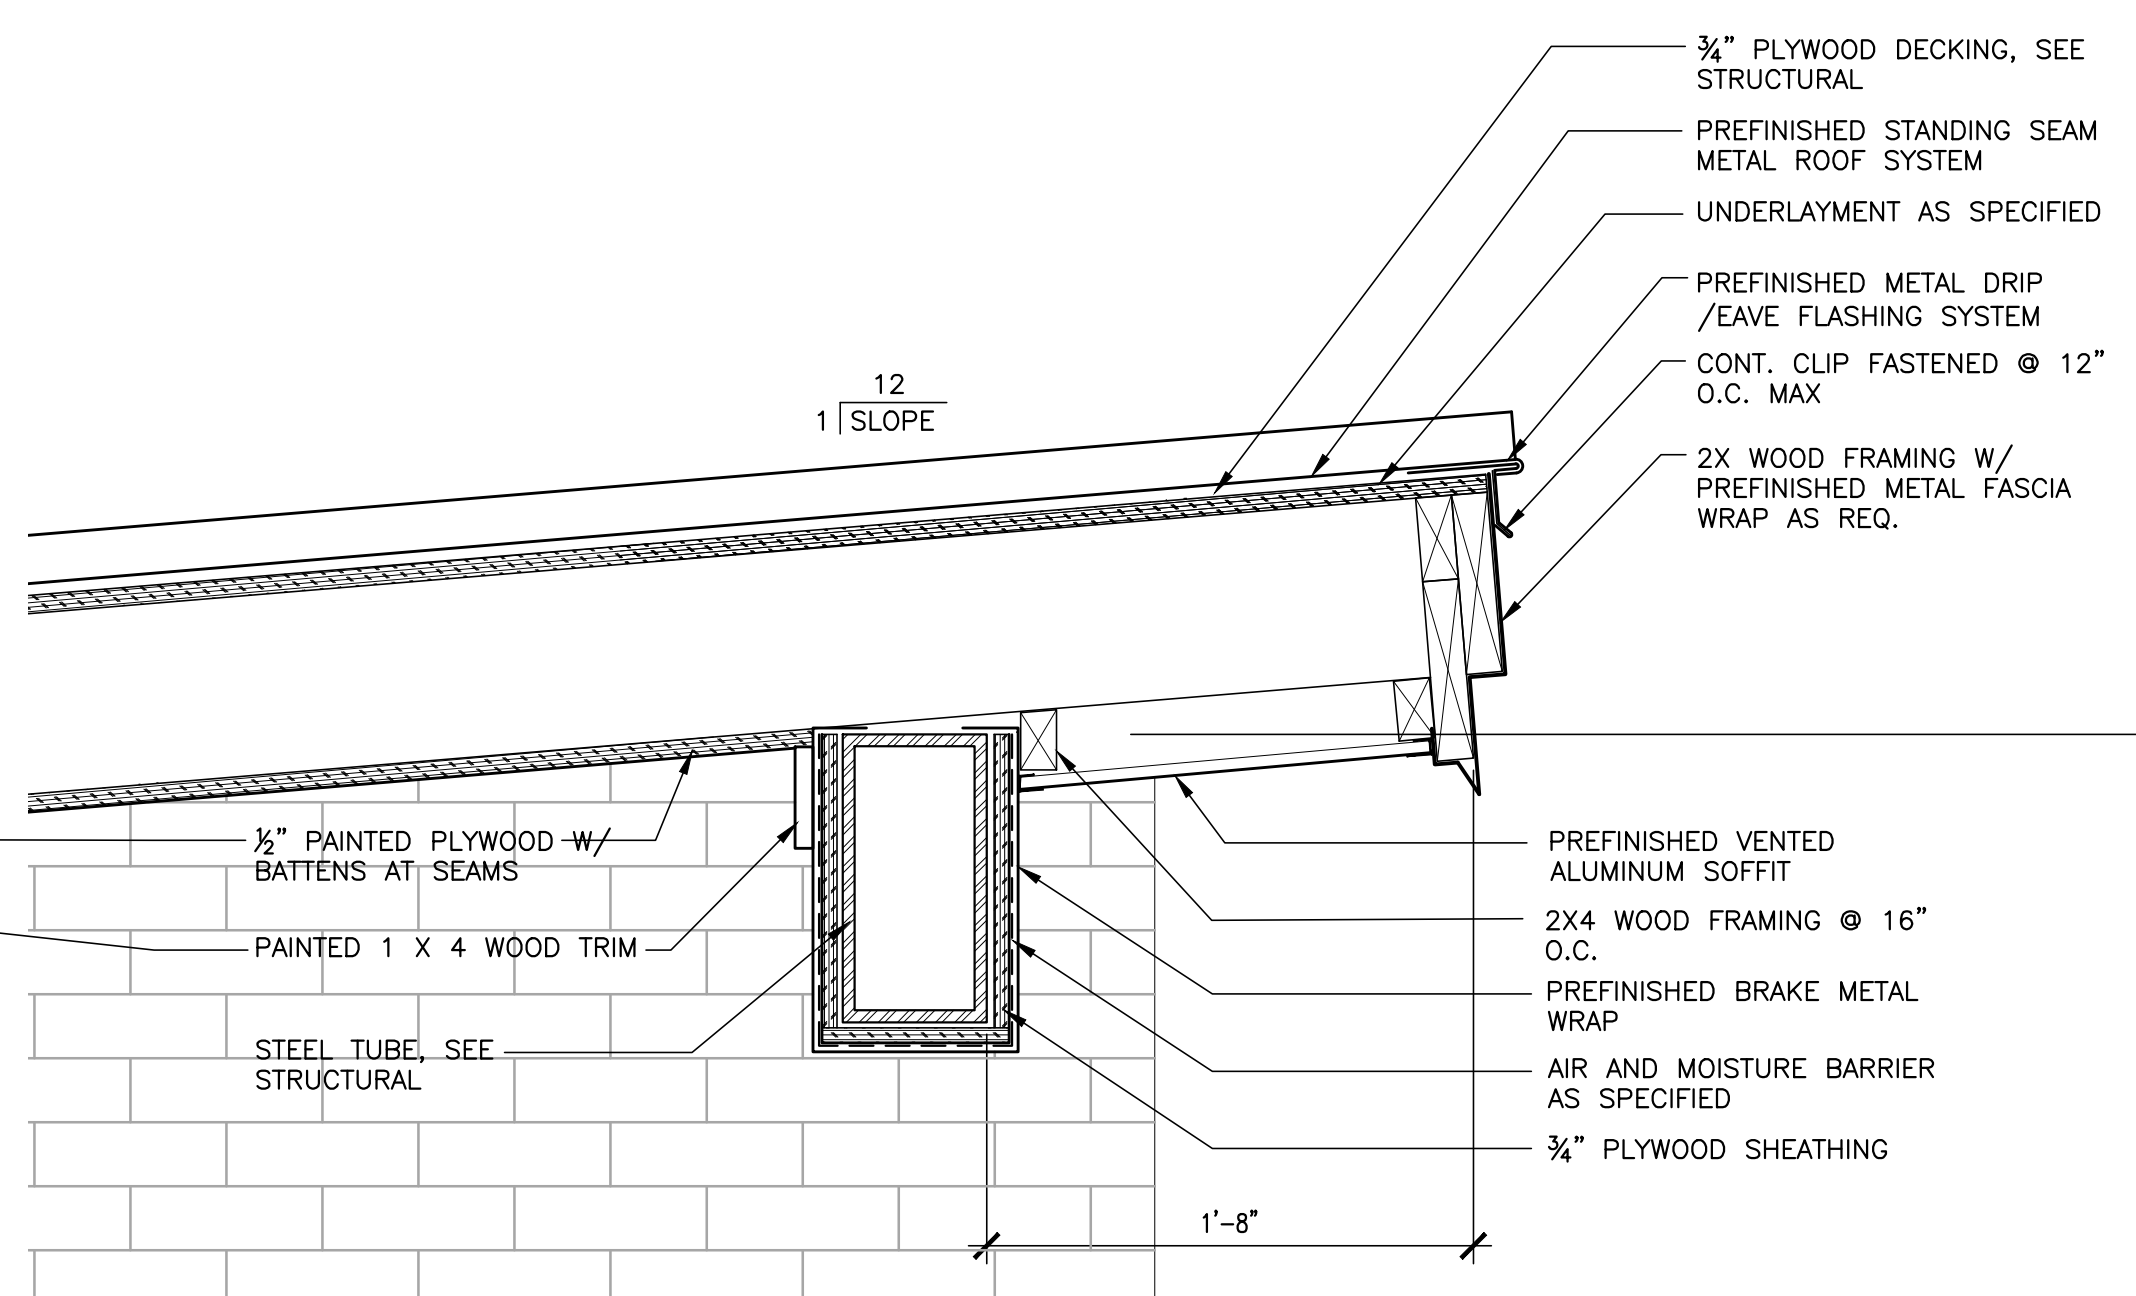 ¾” PLYWOOD DECKING, SEE
STRUCTURAL
PREFINISHED STANDING SEAM
METAL ROOF SYSTEM
UNDERLAYMENT AS SPECIFIED
PREFINISHED METAL DRIP
/EAVE FLASHING SYSTEM
CONT. CLIP FASTENED @ 12”
O.C. MAX
2X WOOD FRAMING W/
PREFINISHED METAL FASCIA
WRAP AS REQ.
12
1 SLOPE
½” PAINTED PLYWOOD W/
BATTENS AT SEAMS
PAINTED 1 X 4 WOOD TRIM
STEEL TUBE, SEE
STRUCTURAL
PREFINISHED VENTED
ALUMINUM SOFFIT
2X4 WOOD FRAMING @ 16”
O.C.
PREFINISHED BRAKE METAL
WRAP
AIR AND MOISTURE BARRIER
AS SPECIFIED
¾” PLYWOOD SHEATHING
1’-8”